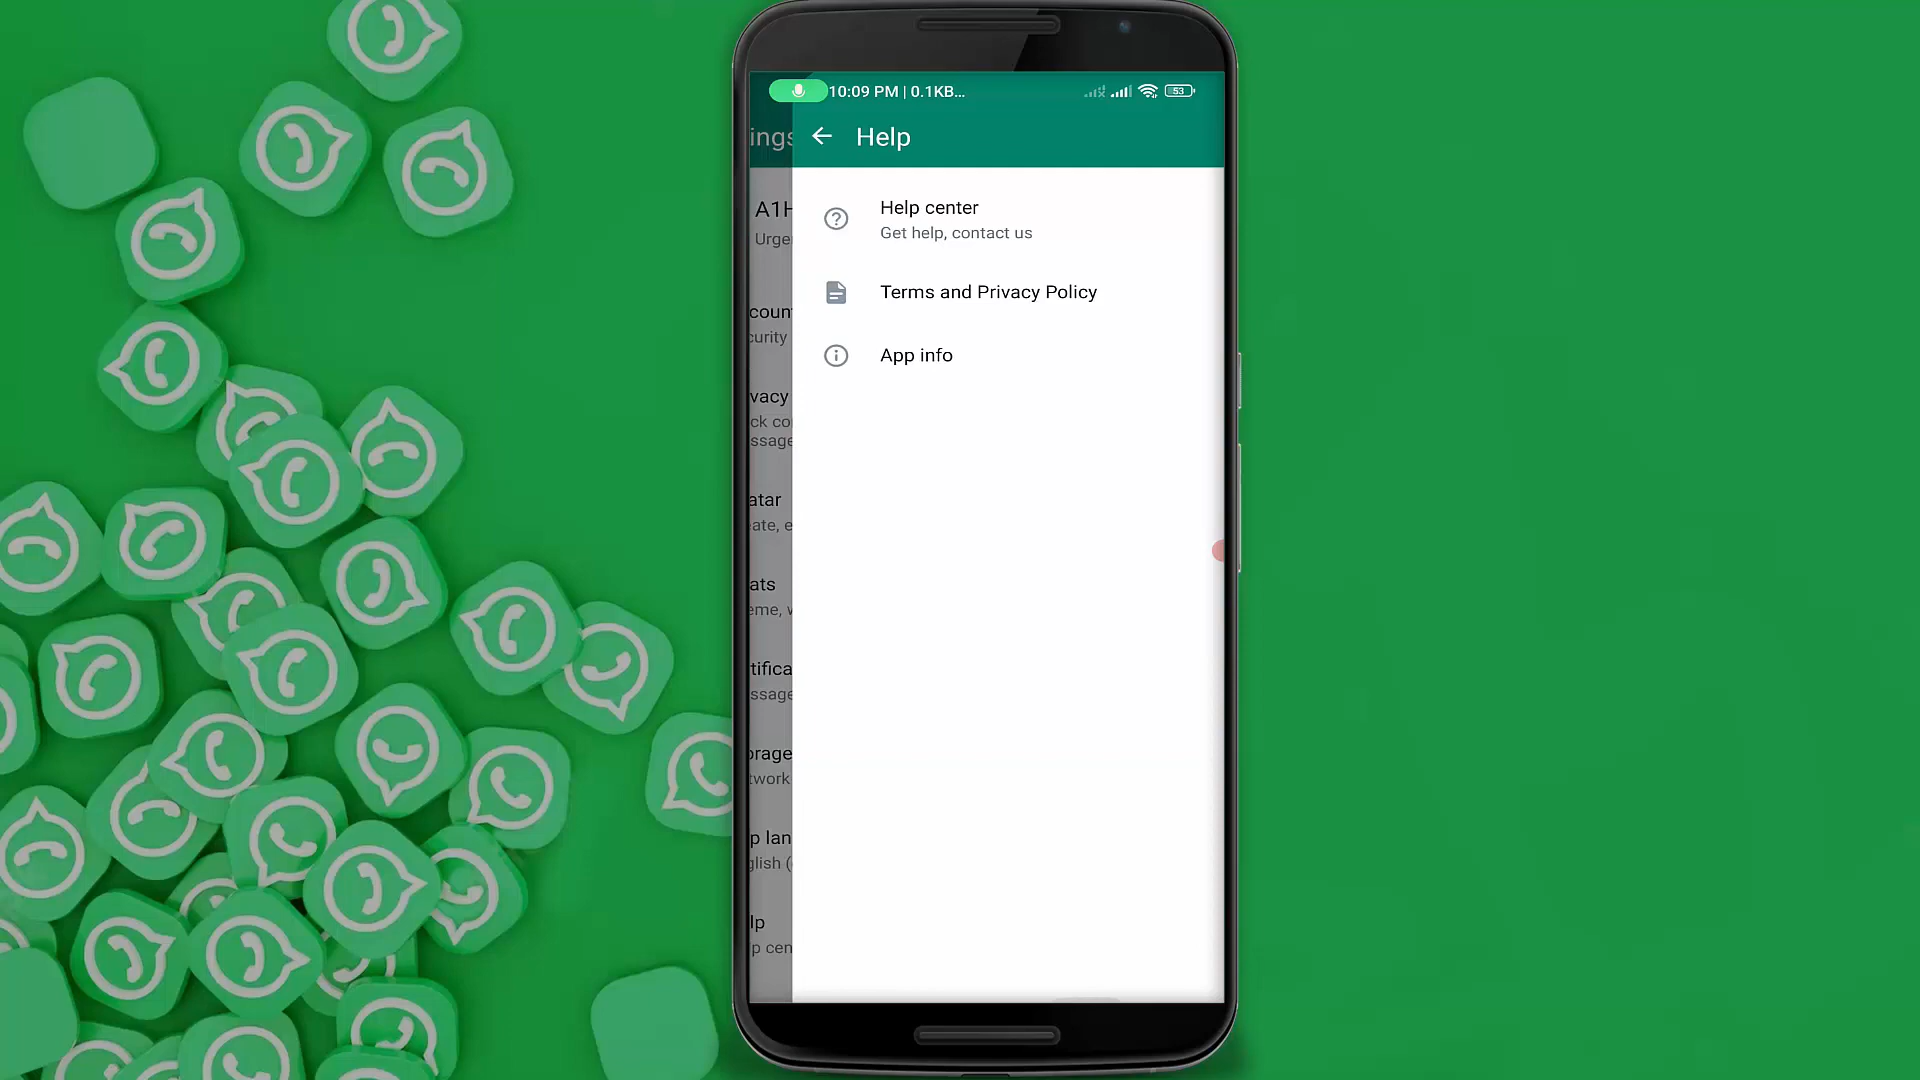 10:09 PM | 0.1KB...
53
ings
Help
A1H
Urge
Help center
Get help, contact us
Terms and Privacy Policy
App info
coun
curity
vacy
ck co
ssage
atar
eate, e
ats
eme, w
tifica
ssage
orage
twork
p lan
glish (
lp
p cen